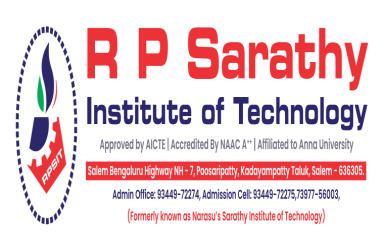 R P Sarathy
Institute of Technology
Approved by AICTE | Accredited By NAAC A++ | Affiliated to Anna University
Salem Bengaluru Highway NH - 7, Poosaripatty, Kadayampatty Taluk, Salem - 636305.
Admin Office: 93449-72274, Admission Cell: 93449-72275,73977-56003,
(Formerly known as Narasu's Sarathy Institute of Technology)
RPSIT